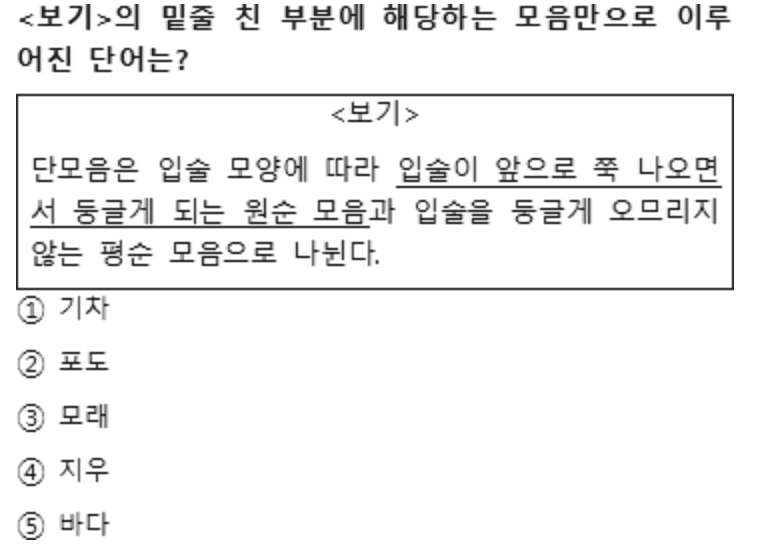 <보기>의 밑줄 친 부분에 해당하는 모음만으로 이루
어진 단어는?
<보기>
단모음은 입술 모양에 따라 입술이 앞으로 쭉 나오면
서 둥글게 되는 원순 모음과 입술을 둥글게 오므리지
않는 평순 모음으로 나뉜다.
① 기차
② 포도
③ 모래
④ 지우
⑤ 바다